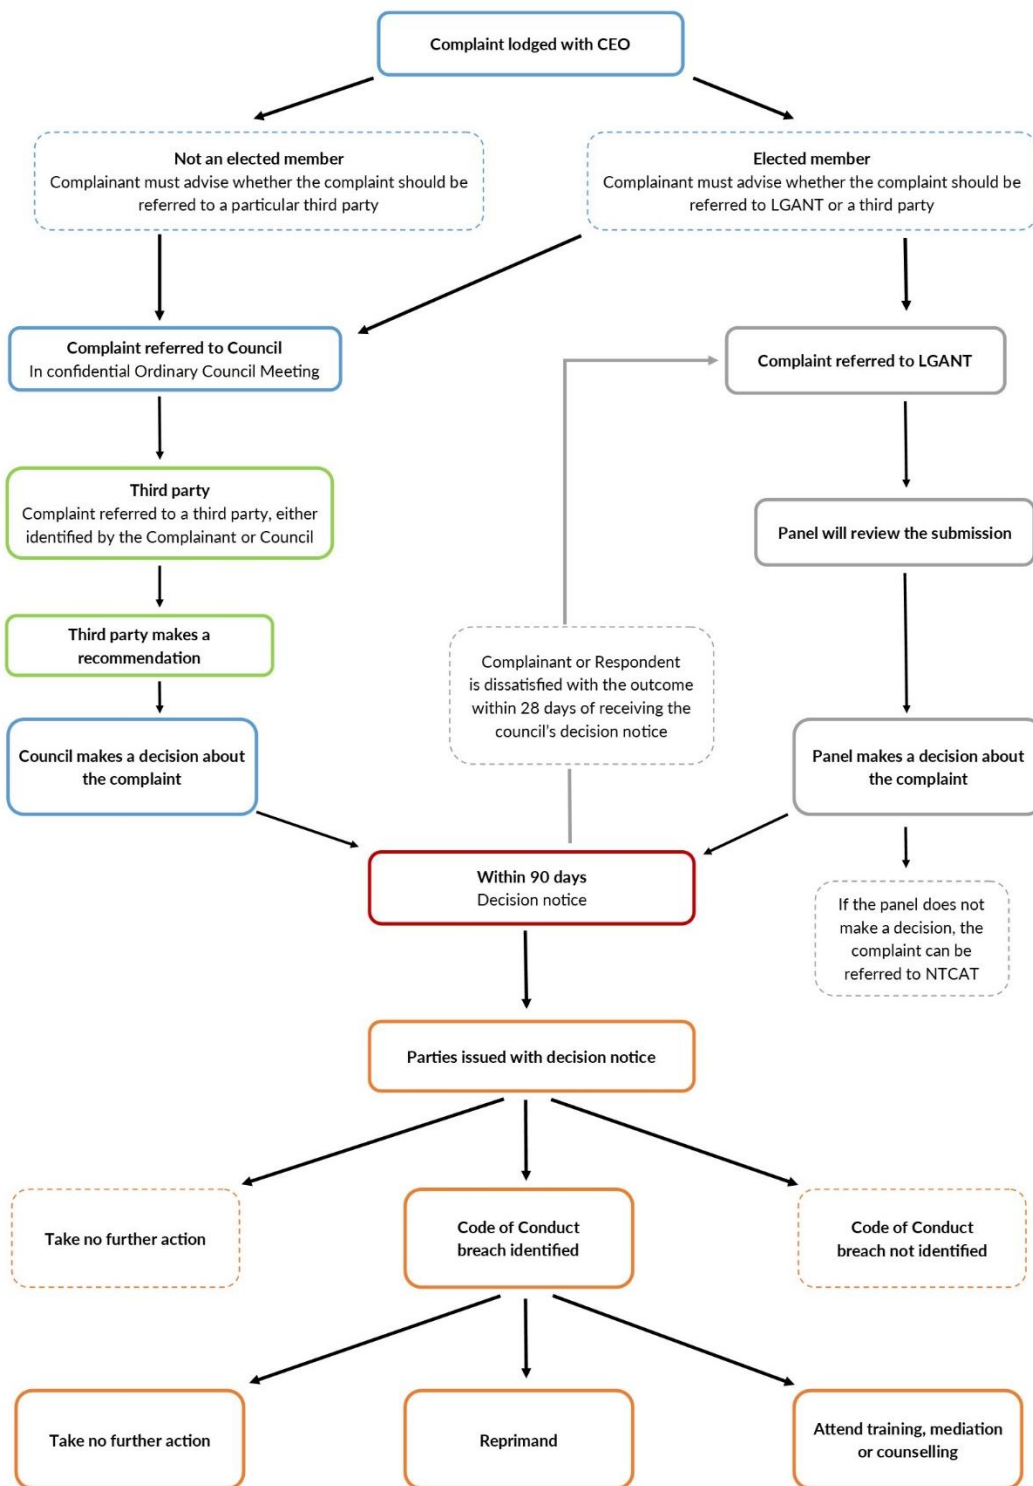 Complaint lodged with CEO
Not an elected member
Complainant must advise whether the complaint should be
referred to a particular third party
Elected member
Complainant must advise whether the complaint should be
referred to LGANT or a third party
Complaint referred to Council
In confidential Ordinary Council Meeting
Complaint referred to LGANT
Third party
Complaint referred to a third party, either
identified by the Complainant or Council
Panel will review the submission
Third party makes a
recommendation
Complainant or Respondent
is dissatisfied with the outcome
within 28 days of receiving the
council's decision notice
Council makes a decision about
the complaint
Panel makes a decision about
the complaint
Within 90 days
Decision notice
If the panel does not
make a decision, the
complaint can be
referred to NTCAT
Parties issued with decision notice
Take no further action
Code of Conduct
breach identified
Code of Conduct
breach not identified
Take no further action
Reprimand
Attend training, mediation
or counselling